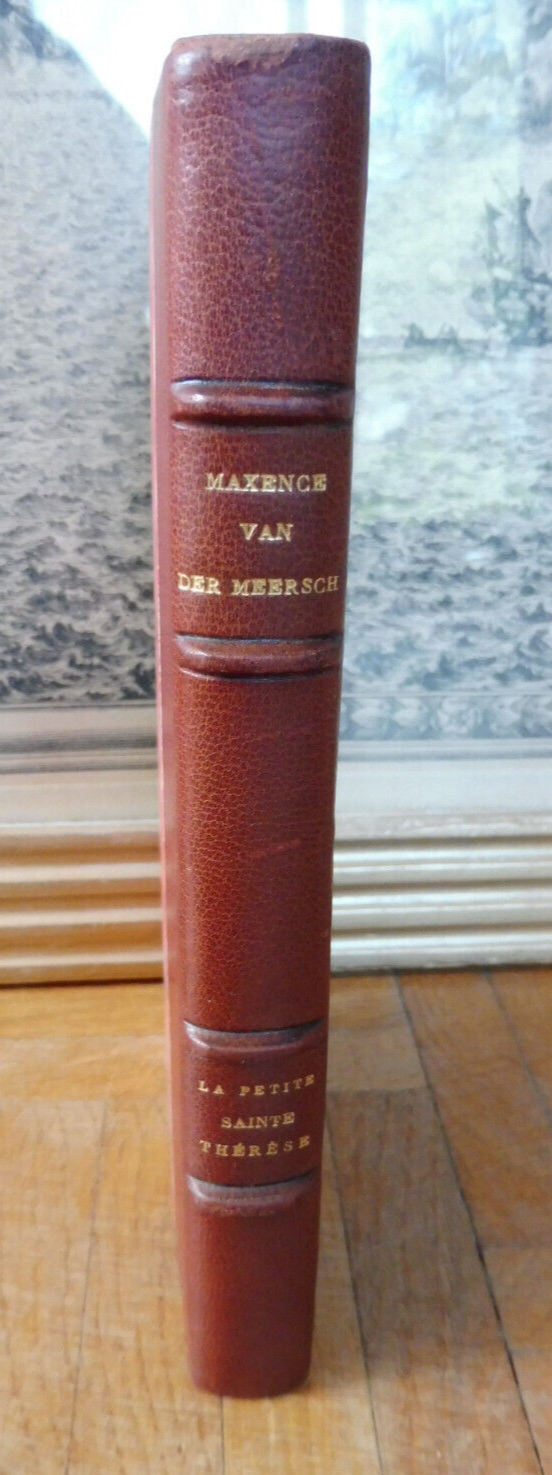 MAXENCE
VAN
DER MEERSCH
LA PETITE
SAINTE
THÉRÈSE